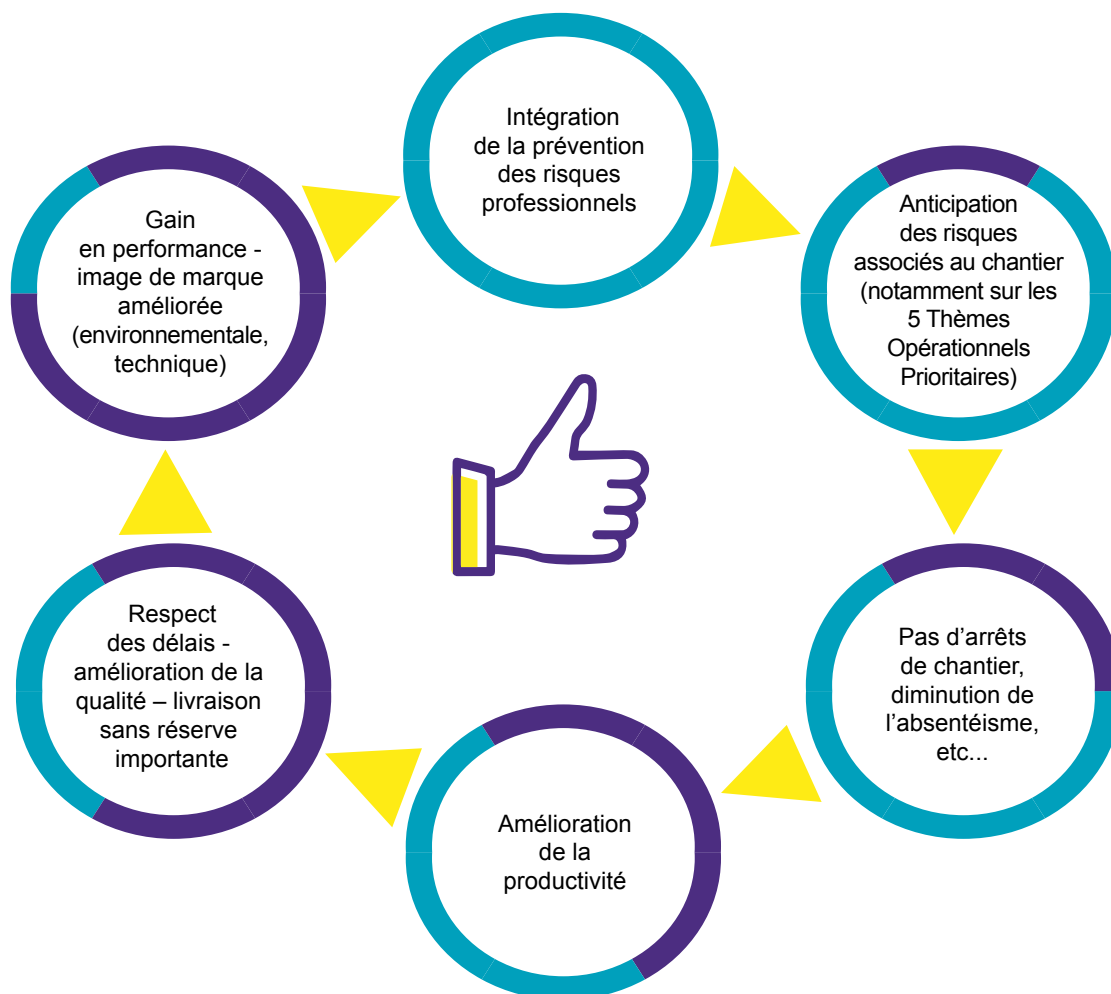 Intégration
de la prévention
des risques
professionnels
Anticipation
des risques
associés au chantier
(notamment sur les
5 Thèmes
Opérationnels
Prioritaires)
Pas d’arrêts
de chantier,
diminution de
l’absentéisme,
etc...
Amélioration
de la
productivité
Respect
des délais -
amélioration de la
qualité – livraison
sans réserve
importante
Gain
en performance -
image de marque
améliorée
(environnementale,
technique)